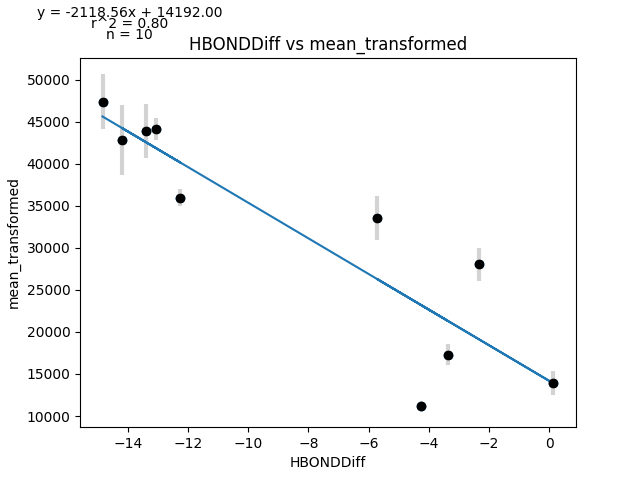 y = -2118.56x + 14192.00
r^2 = 0.80
n = 10
HBONDDiff vs mean_transformed
50000
45000
40000
35000
30000
25000
20000
15000
10000
mean_transformed
−14
−12
−10
−8
−6
−4
−2
0
HBONDDiff